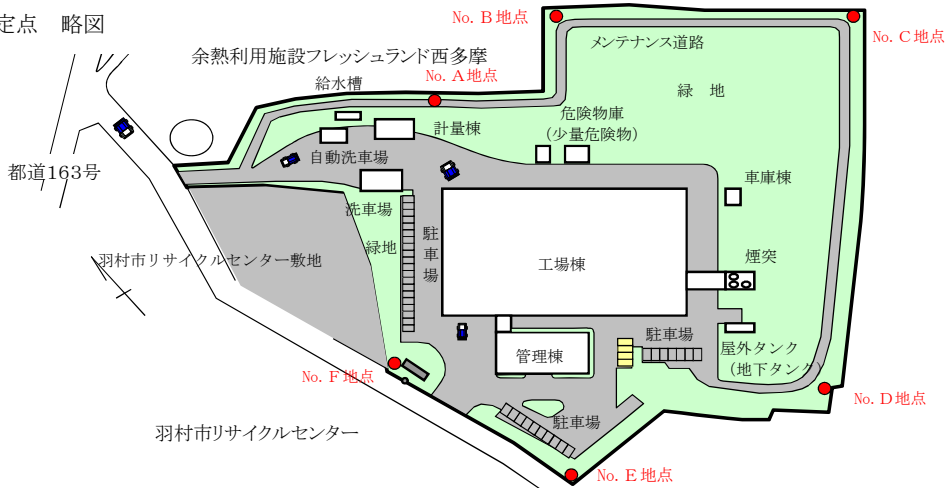 定点 略図
No. B 地点
No. C 地点
メンテナンス道路
余熱利用施設フレッシュランド西多摩
No. A 地点
給水槽
緑 地
危険物庫
(少量危険物)
計量棟
自動洗車場
都道163号
車庫棟
洗車場
駐車場
緑地
羽村市リサイクルセンター敷地
工場棟
煙突
駐車場
屋外タンク
(地下タンク)
管理棟
No. F 地点
No. D 地点
駐車場
羽村市リサイクルセンター
No. E 地点